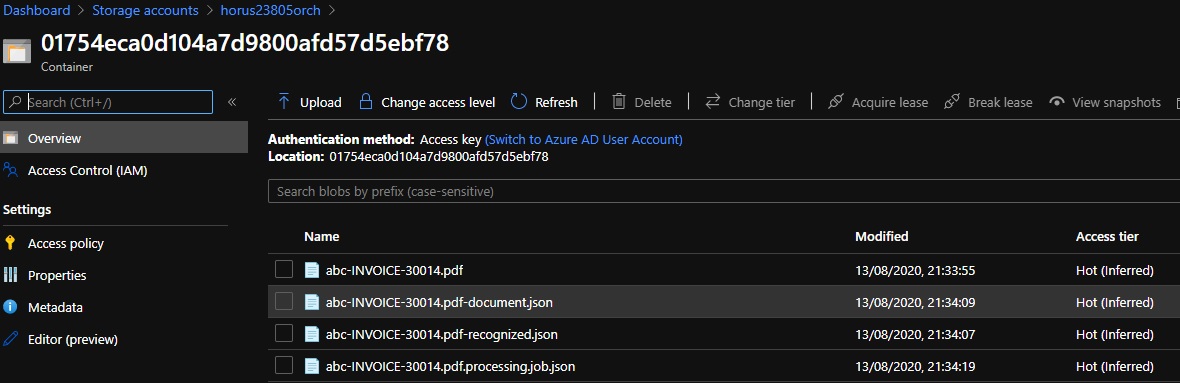 Dashboard > Storage accounts > horus23805orch >
01754eca0d104a7d9800afd57d5ebf78
Container
Search (Ctrl+/) «
Upload Change access level Refresh Delete Change tier Acquire lease Break lease View snapshots
Overview
Access Control (IAM)
Settings
Access policy
Properties
Metadata
Editor (preview)
Authentication method: Access key (Switch to Azure AD User Account)
Location: 01754eca0d104a7d9800afd57d5ebf78
Search blobs by prefix (case-sensitive)
Name Modified Access tier
abc-INVOICE-30014.pdf 13/08/2020, 21:33:55 Hot (Inferred)
abc-INVOICE-30014.pdf-document.json 13/08/2020, 21:34:09 Hot (Inferred)
abc-INVOICE-30014.pdf-recognized.json 13/08/2020, 21:34:07 Hot (Inferred)
abc-INVOICE-30014.pdf.processing.job.json 13/08/2020, 21:34:19 Hot (Inferred)